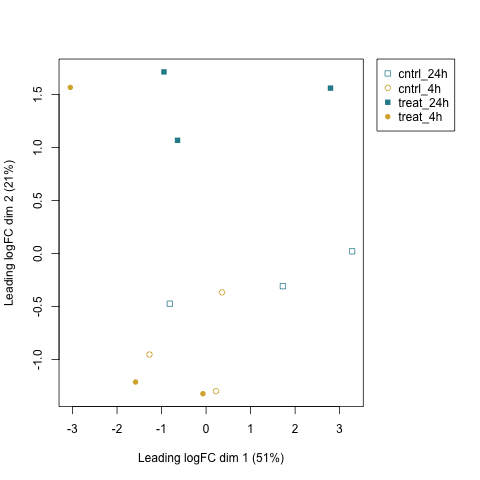 cntrl_24h
cntrl_4h
treat_24h
treat_4h
Leading logFC dim 2 (21%)
1.5
1.0
0.5
0.0
-0.5
-1.0
-3 -2 -1 0 1 2 3
Leading logFC dim 1 (51%)